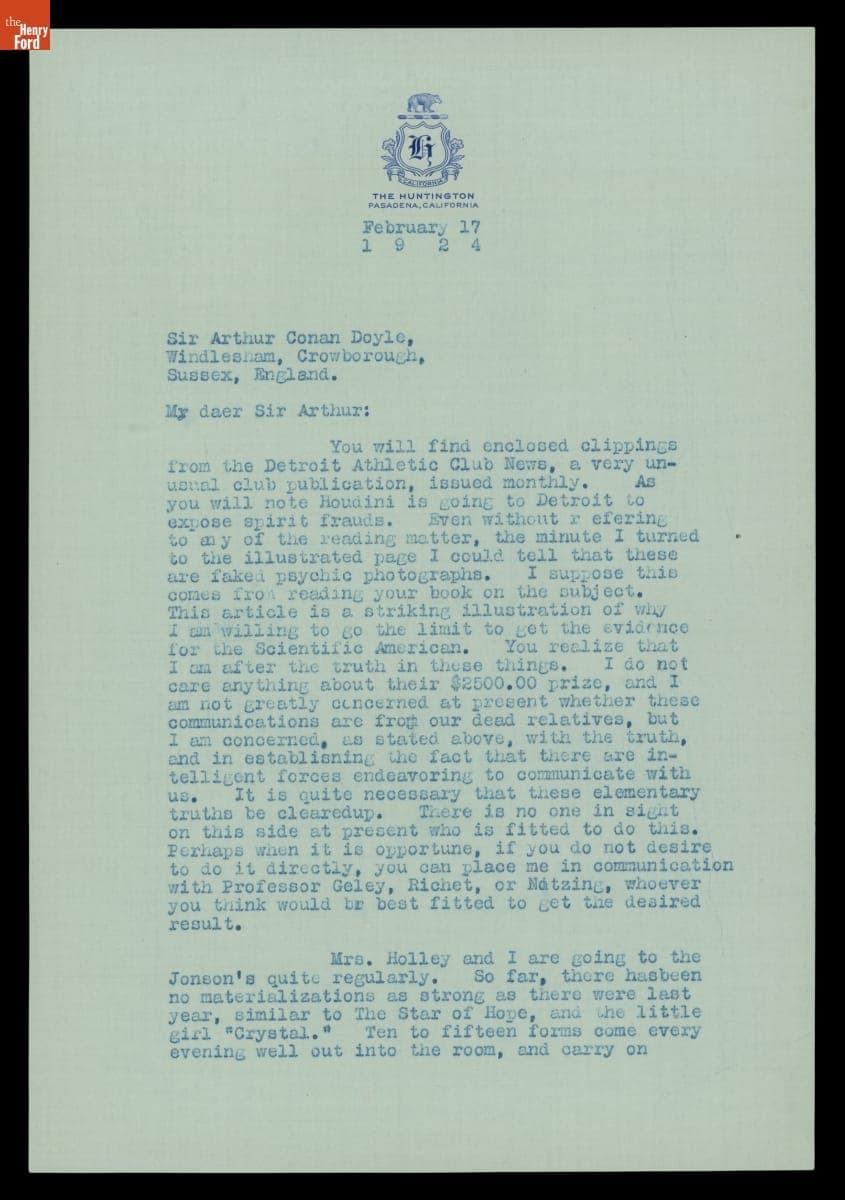 the
Henry
Ford
H
CALIFORNIA
THE HUNTINGTON
PASADENA, CALIFORNIA
February 17
1 9 2 4
Sir Arthur Conan Doyle,
Windlesham, Crowborough,
Sussex, England.
My daer Sir Arthur:
You will find enclosed clippings
from the Detroit Athletic Club News, a very un-
usual club publication, issued monthly. As
you will note Houdini is going to Detroit to
expose spirit frauds. Even without r efering
to any of the reading matter, the minute I turned
to the illustrated page I could tell that these
are faked psychic photographs. I suppose this
comes from reading your book on the subject.
This article is a striking illustration of why
I am willing to go the limit to get the evidence
for the Scientific American. You realize that
I am after the truth in these things. I do not
care anything about their $2500.00 prize, and I
am not greatly concerned at present whether these
communications are from our dead relatives, but
I am concerned, as stated above, with the truth,
and in establisning the fact that there are in-
telligent forces endeavoring to communicate with
us. It is quite necessary that these elementary
truths be clearedup. There is no one in sight
on this side at present who is fitted to do this.
Perhaps when it is opportune, if you do not desire
to do it directly, you can place me in communication
with Professor Geley, Richet, or Nótzing, whoever
you think would be best fitted to get the desired
result.
Mrs. Holley and I are going to the
Jonson's quite regularly. So far, there hasbeen
no materializations as strong as there were last
year, similar to The Star of Hope, and the little
girl "Crystal." Ten to fifteen forms come every
evening well out into the room, and carry on